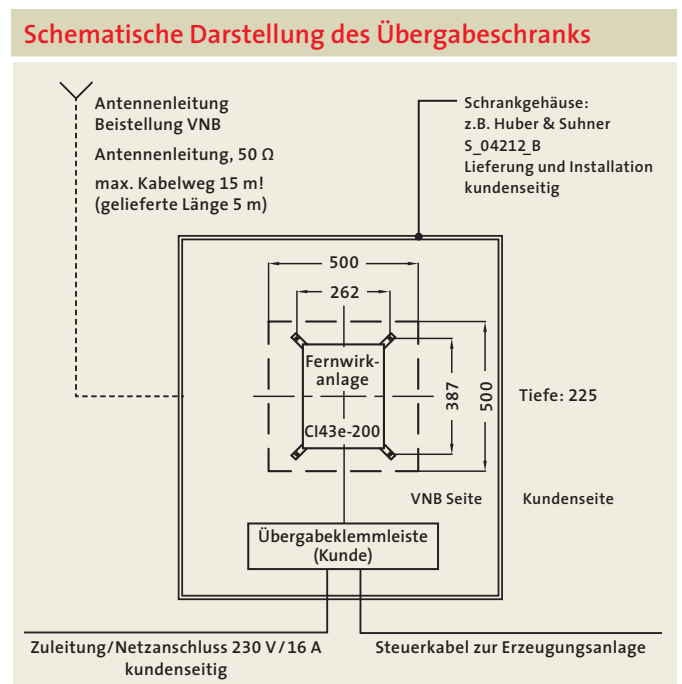 Schematische Darstellung des Übergabeschranks
Antennenleitung
Beistellung VNB
Antennenleitung, 50 Ω
max. Kabelweg 15 m!
(gelieferte Länge 5 m)
Schrankgehäuse:
z.B. Huber & Suhner
S_04212_B
Lieferung und Installation
kundenseitig
500
262
Fernwirk-
anlage
CI43e-200
387
500
Tiefe: 225
VNB Seite
Kundenseite
Übergabeklemmleiste
(Kunde)
Zuleitung/Netzanschluss 230 V/16 A
kundenseitig
Steuerkabel zur Erzeugungsanlage